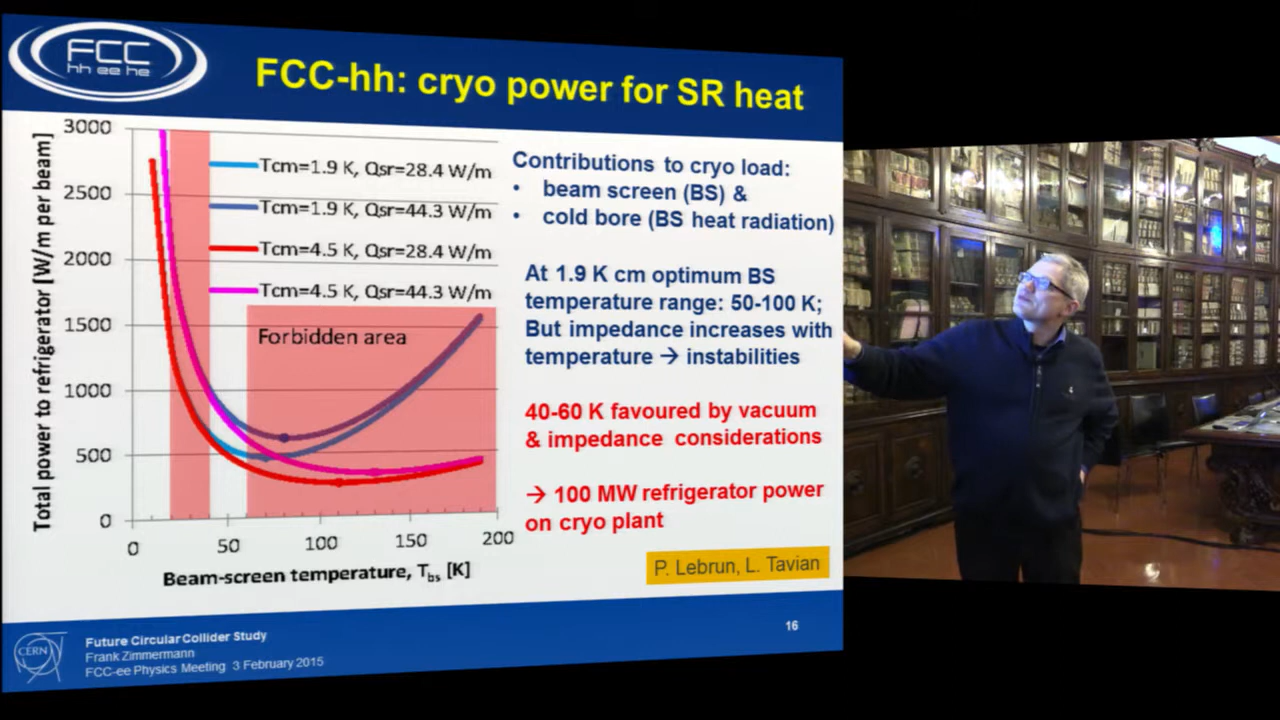 FCC
hh ee he
FCC-hh: cryo power for SR heat
Total power to refrigerator [W/m per beam]
3000
2500
2000
1500
1000
500
0
0
50
100
150
200
Beam-screen temperature, Tbs [K]
Tcm=1.9 K, Qsr=28.4 W/m
Tcm=1.9 K, Qsr=44.3 W/m
Tcm=4.5 K, Qsr=28.4 W/m
Tcm=4.5 K, Qsr=44.3 W/m
Forbidden area
Contributions to cryo load:
• beam screen (BS) &
• cold bore (BS heat radiation)
At 1.9 K cm optimum BS
temperature range: 50-100 K;
But impedance increases with
temperature → instabilities
40-60 K favoured by vacuum
& impedance considerations
→ 100 MW refrigerator power
on cryo plant
P. Lebrun, L. Tavian
CERN
Future Circular Collider Study
Frank Zimmermann
FCC-ee Physics Meeting 3 February 2015
16